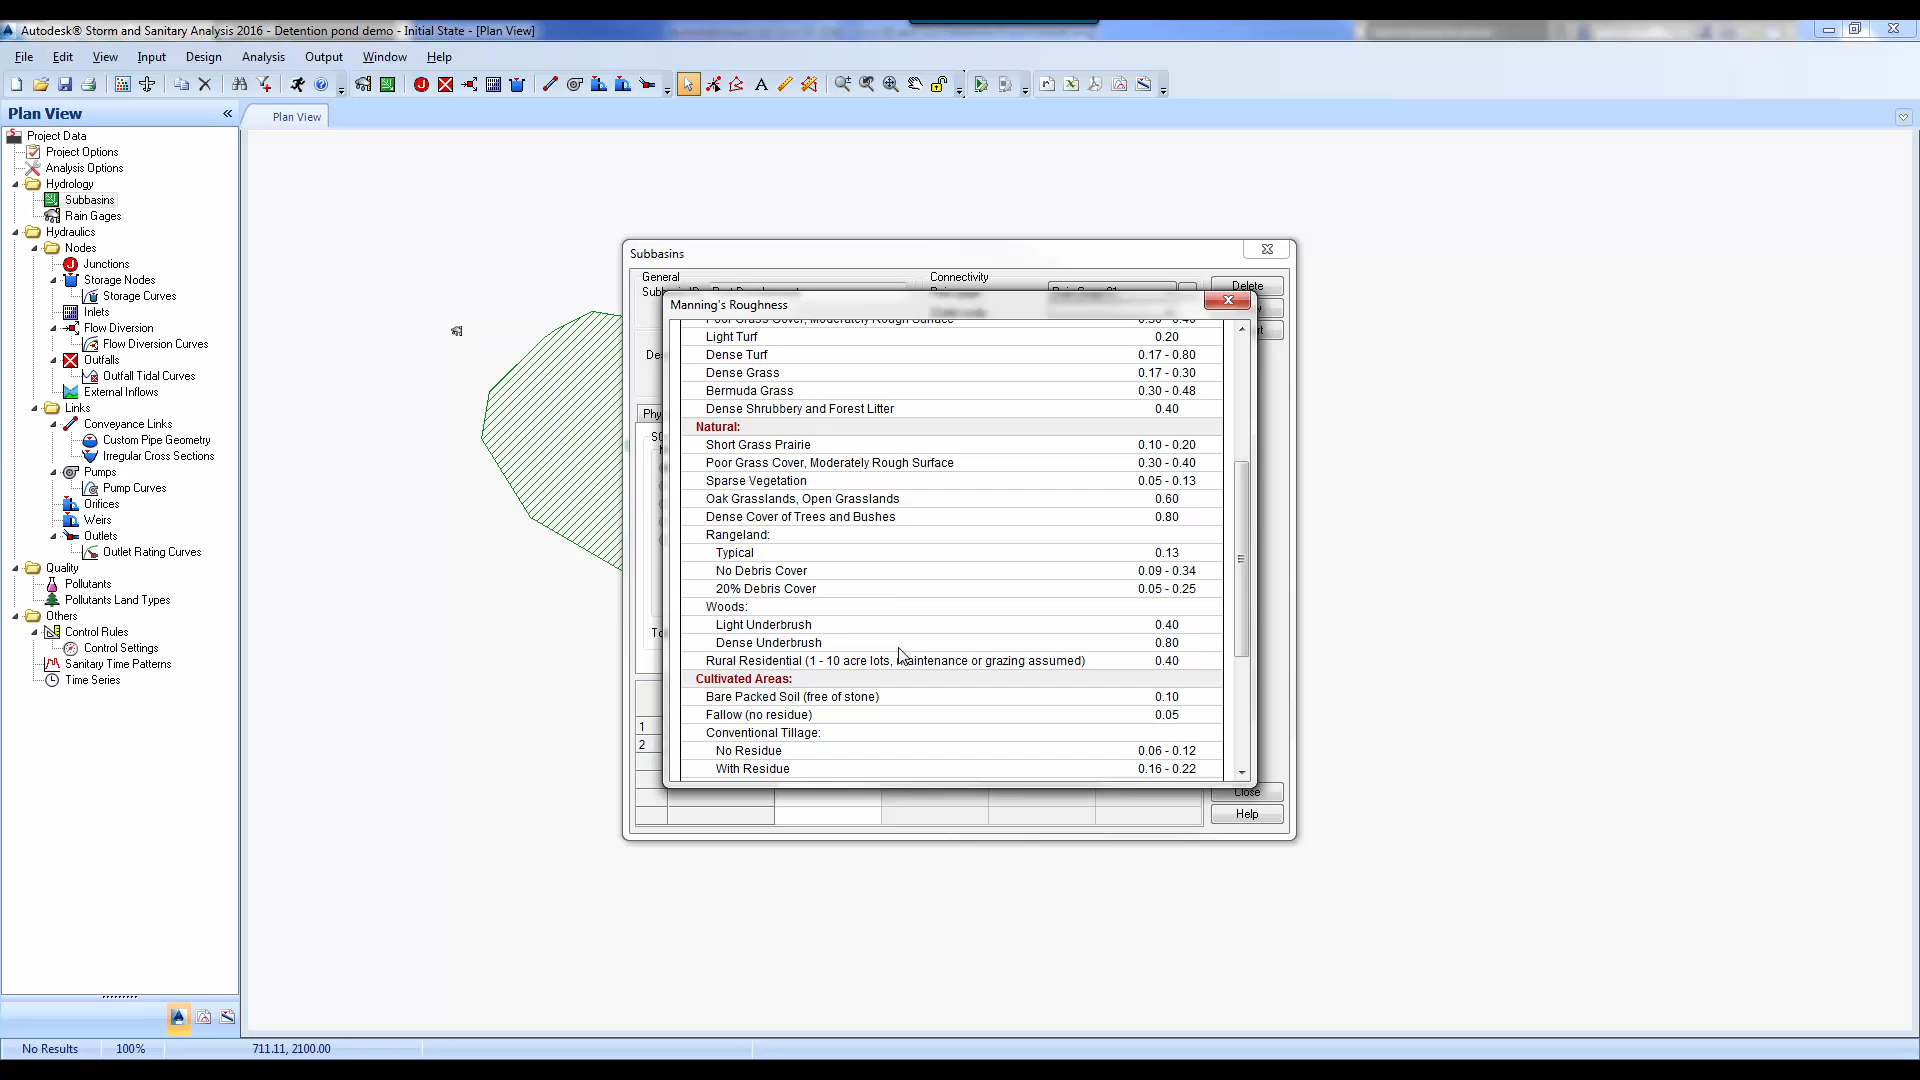 Autodesk® Storm and Sanitary Analysis 2016 - Detention pond demo - Initial State - [Plan View]
File Edit View Input Design Analysis Output Window Help
Plan View
Plan View
Project Data
Project Options
Analysis Options
Hydrology
Subbasins
Rain Gages
Hydraulics
Nodes
Junctions
Storage Nodes
Storage Curves
Inlets
Flow Diversion
Flow Diversion Curves
Outfalls
Outfall Tidal Curves
External Inflows
Links
Conveyance Links
Custom Pipe Geometry
Irregular Cross Sections
Pumps
Pump Curves
Orifices
Weirs
Outlets
Outlet Rating Curves
Quality
Pollutants
Pollutants Land Types
Others
Control Rules
Control Settings
Sanitary Time Patterns
Time Series
Subbasins
General
Connectivity
Delete
Manning's Roughness
Poor Grass Cover, Moderately Rough Surface 0.30 - 0.40
Light Turf 0.20
Dense Turf 0.17 - 0.80
Dense Grass 0.17 - 0.30
Bermuda Grass 0.30 - 0.48
Dense Shrubbery and Forest Litter 0.40
Natural:
Short Grass Prairie 0.10 - 0.20
Poor Grass Cover, Moderately Rough Surface 0.30 - 0.40
Sparse Vegetation 0.05 - 0.13
Oak Grasslands, Open Grasslands 0.60
Dense Cover of Trees and Bushes 0.80
Rangeland:
Typical 0.13
No Debris Cover 0.09 - 0.34
20% Debris Cover 0.05 - 0.25
Woods:
Light Underbrush 0.40
Dense Underbrush 0.80
Rural Residential (1 - 10 acre lots, maintenance or grazing assumed) 0.40
Cultivated Areas:
Bare Packed Soil (free of stone) 0.10
Fallow (no residue) 0.05
Conventional Tillage:
No Residue 0.06 - 0.12
With Residue 0.16 - 0.22
1
2
Close
Help
No Results 100% 711.11, 2100.00